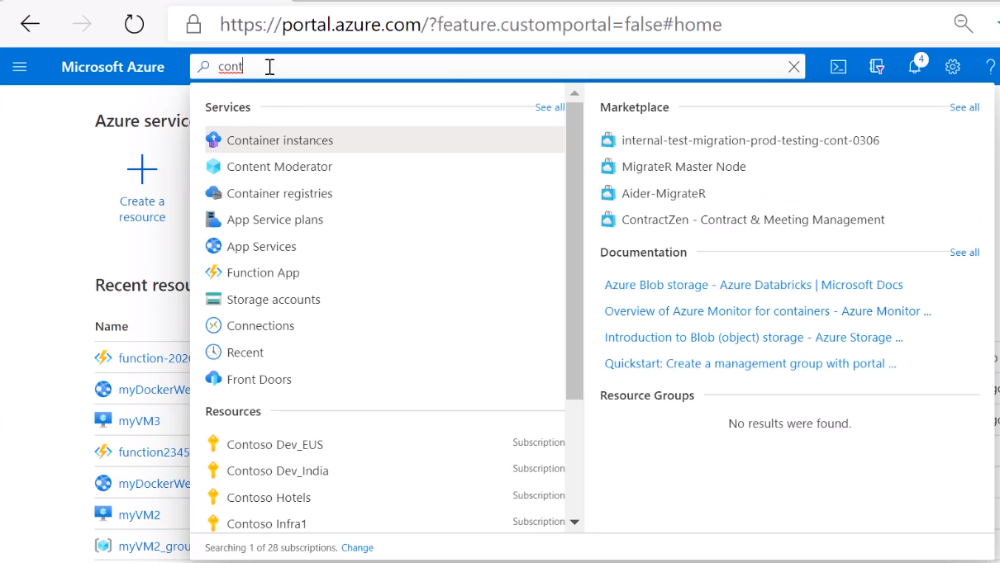 https://portal.azure.com/?feature.customportal=false#home
Microsoft Azure
cont
4
?
Azure servic
Create a
resource
Recent resou
Name
function-202
myDockerWe
myVM3
function2345
myDockerWe
myVM2
myVM2_grou
Services
See all
Container instances
Content Moderator
Container registries
App Service plans
App Services
Function App
Storage accounts
Connections
Recent
Front Doors
Resources
Contoso Dev_EUS Subscription
Contoso Dev_India Subscription
Contoso Hotels Subscription
Contoso Infra1 Subscription
Marketplace
See all
internal-test-migration-prod-testing-cont-0306
MigrateR Master Node
Aider-MigrateR
ContractZen - Contract & Meeting Management
Documentation
See all
Azure Blob storage - Azure Databricks | Microsoft Docs
Overview of Azure Monitor for containers - Azure Monitor ...
Introduction to Blob (object) storage - Azure Storage ...
Quickstart: Create a management group with portal ...
Resource Groups
No results were found.
Searching 1 of 28 subscriptions. Change